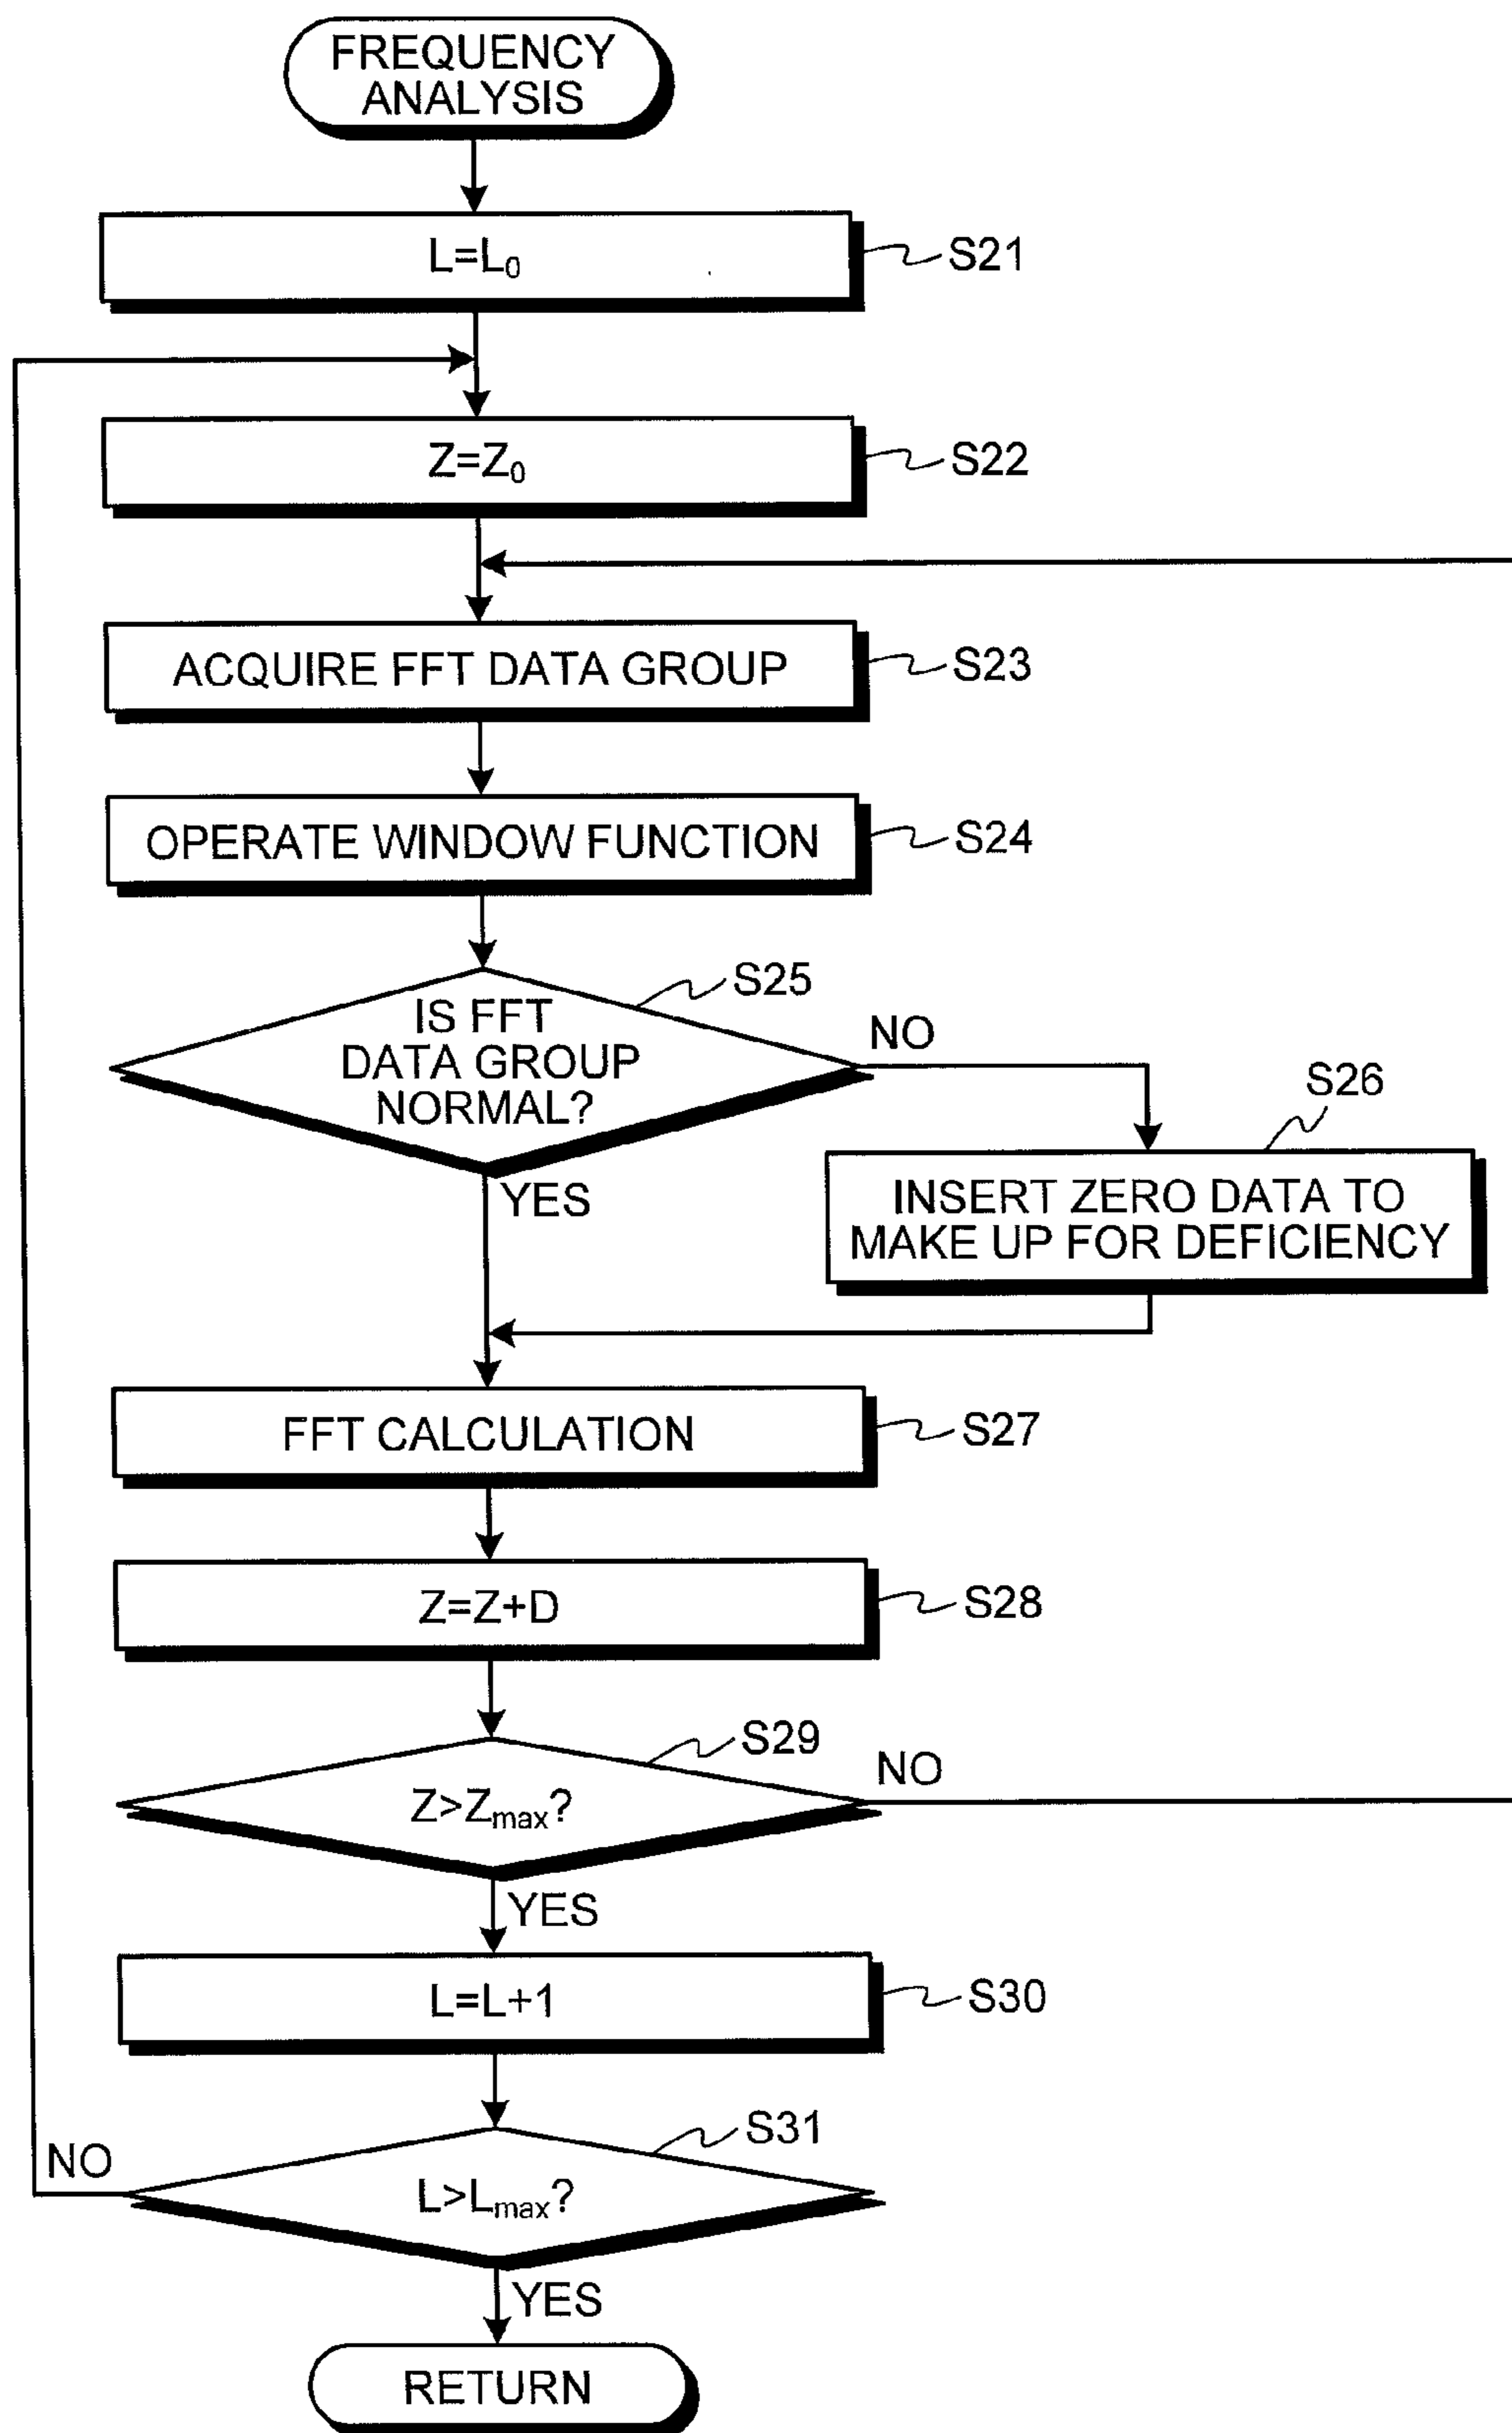 FREQUENCY
ANALYSIS
L=L₀
S21
Z=Z₀
S22
ACQUIRE FFT DATA GROUP
S23
OPERATE WINDOW FUNCTION
S24
S25
IS FFT
DATA GROUP
NORMAL?
NO
S26
YES
INSERT ZERO DATA TO
MAKE UP FOR DEFICIENCY
FFT CALCULATION
S27
Z=Z+D
S28
S29
Z>Zmax?
NO
YES
L=L+1
S30
S31
NO
L>Lmax?
YES
RETURN